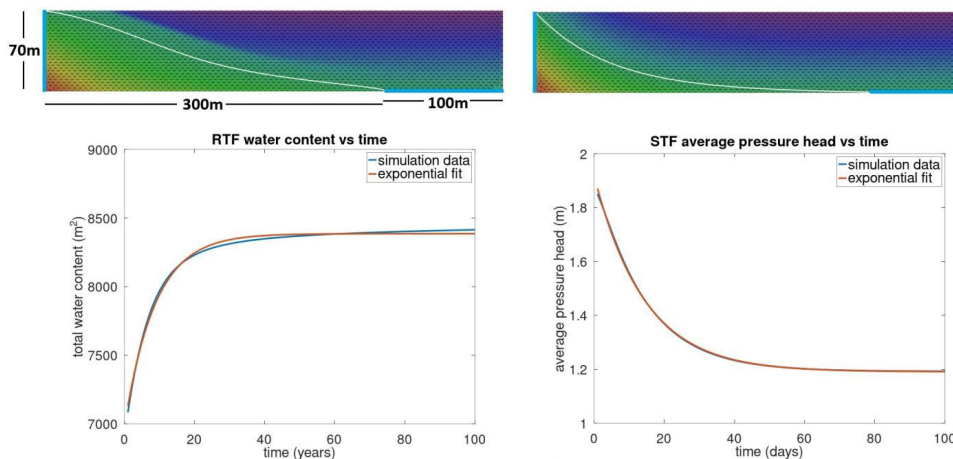 70m
300m
100m
RTF water content vs time
9000
8500
8000
7500
7000
total water content (m²)
simulation data
exponential fit
0
20
40
60
80
100
time (years)
STF average pressure head vs time
2
1.8
1.6
1.4
1.2
1
average pressure head (m)
simulation data
exponential fit
0
20
40
60
80
100
time (days)